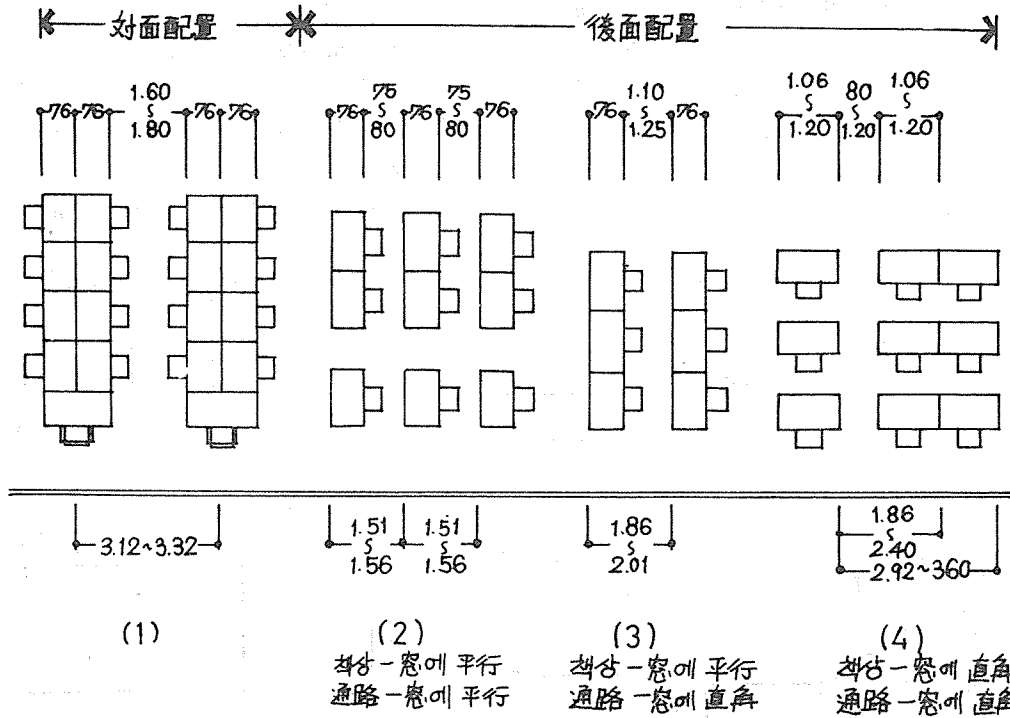 対面配置
後面配置
76 76 1.60 ~ 1.80 76 76
76 75 ~ 80 76 75 ~ 80 76
76 1.10 ~ 1.25 76
1.06 ~ 1.20 80 ~ 1.20 1.06 ~ 1.20
3.12~3.32
1.51 ~ 1.56
1.51 ~ 1.56
1.86 ~ 2.01
1.86 ~ 2.40
2.92~360
(1)
(2)
책상-窓에 平行
通路-窓에 平行
(3)
책상-窓에 平行
通路-窓에 直角
(4)
책상-窓에 直角
通路-窓에 直角